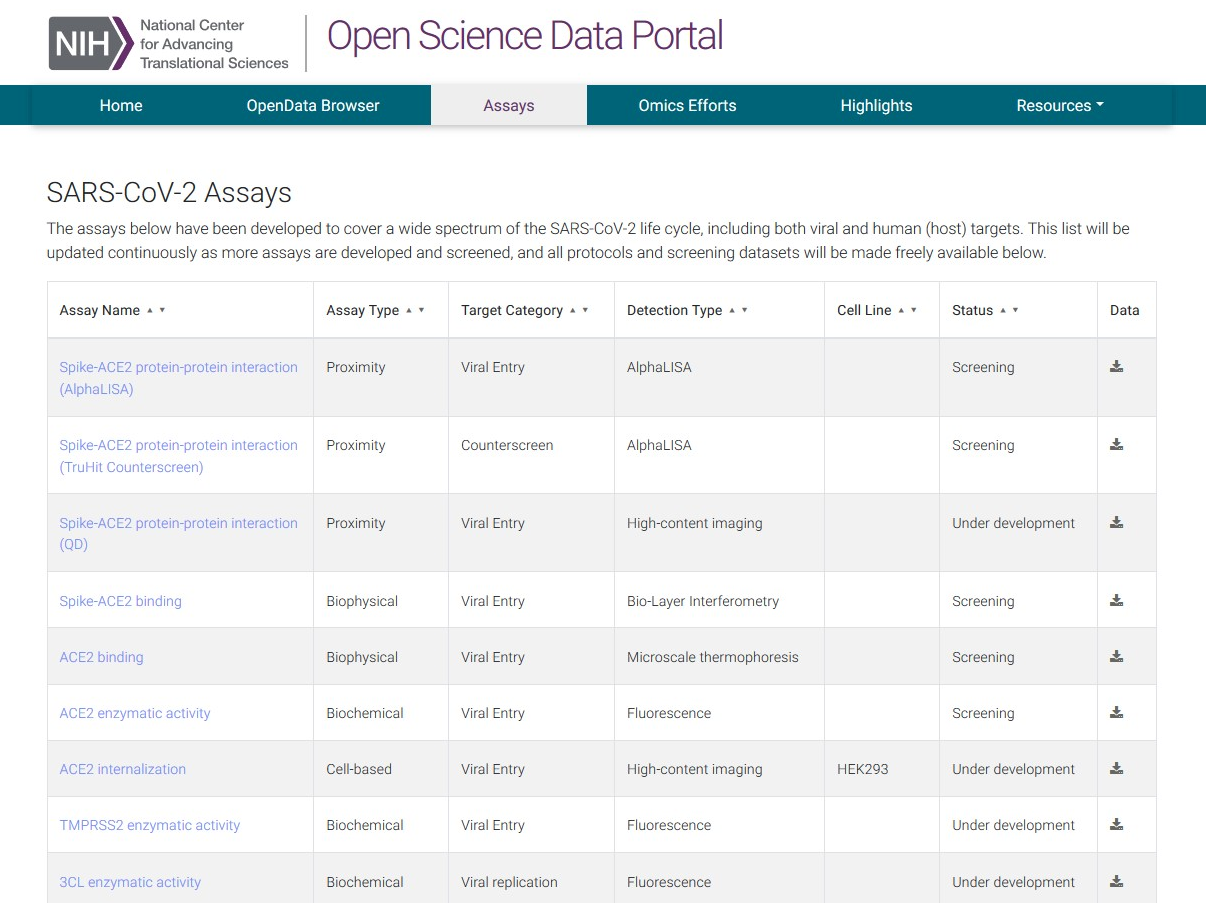 NIH
National Center
for Advancing
Translational Sciences
Open Science Data Portal
Home OpenData Browser Assays Omics Efforts Highlights Resources
SARS-CoV-2 Assays
The assays below have been developed to cover a wide spectrum of the SARS-CoV-2 life cycle, including both viral and human (host) targets. This list will be
updated continuously as more assays are developed and screened, and all protocols and screening datasets will be made freely available below.
Assay Name Assay Type Target Category Detection Type Cell Line Status Data
Spike-ACE2 protein-protein interaction Proximity Viral Entry AlphaLISA Screening
(AlphaLISA)
Spike-ACE2 protein-protein interaction Proximity Counterscreen AlphaLISA Screening
(TruHit Counterscreen)
Spike-ACE2 protein-protein interaction Proximity Viral Entry High-content imaging Under development
(QD)
Spike-ACE2 binding Biophysical Viral Entry Bio-Layer Interferometry Screening
ACE2 binding Biophysical Viral Entry Microscale thermophoresis Screening
ACE2 enzymatic activity Biochemical Viral Entry Fluorescence Screening
ACE2 internalization Cell-based Viral Entry High-content imaging HEK293 Under development
TMPRSS2 enzymatic activity Biochemical Viral Entry Fluorescence Under development
3CL enzymatic activity Biochemical Viral replication Fluorescence Under development